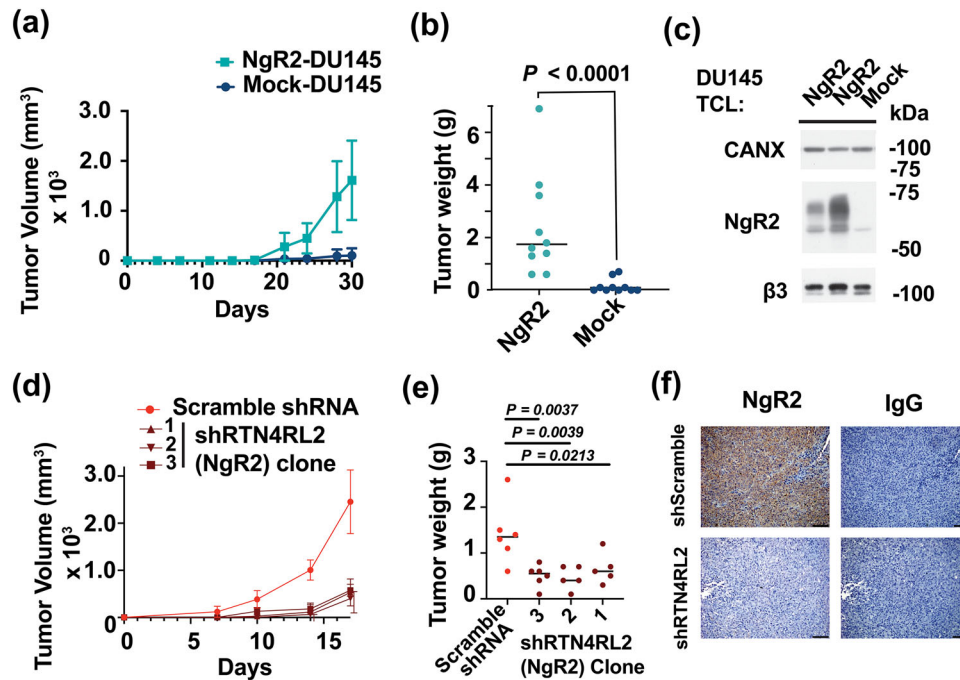 (a)
NgR2-DU145
Mock-DU145
Tumor Volume (mm³)
x 10³
3.0
2.0
1.0
0
0 10 20 30
Days
(b)
P < 0.0001
Tumor weight (g)
6
4
2
0
NgR2
Mock
(c)
DU145
TCL:
NgR2
NgR2
Mock
kDa
CANX
-100
-75
NgR2
-75
-50
β3
-100
(d)
Scramble shRNA
1
2
3
shRTN4RL2
(NgR2) clone
Tumor Volume (mm³)
x 10³
3.0
2.0
1.0
0
0 10 15
Days
(e)
P = 0.0037
P = 0.0039
P = 0.0213
Tumor weight (g)
3
2
1
0
Scramble
shRNA
3
2
1
shRTN4RL2
(NgR2) Clone
(f)
NgR2 IgG
shScramble
shRTN4RL2